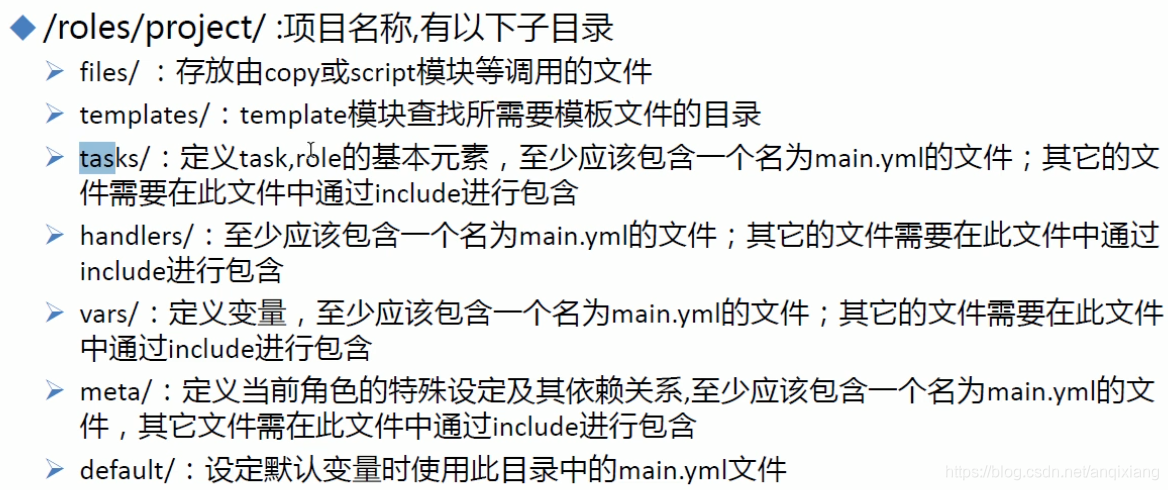 /roles/project/ :项目名称,有以下子目录
files/ ：存放由copy或script模块等调用的文件
templates/：template模块查找所需要模板文件的目录
tasks/：定义task,role的基本元素，至少应该包含一个名为main.yml的文件；其它的文
件需要在此文件中通过include进行包含
handlers/：至少应该包含一个名为main.yml的文件；其它的文件需要在此文件中通过
include进行包含
vars/：定义变量，至少应该包含一个名为main.yml的文件；其它的文件需要在此文件
中通过include进行包含
meta/：定义当前角色的特殊设定及其依赖关系,至少应该包含一个名为main.yml的文
件，其它文件需在此文件中通过include进行包含
default/：设定默认变量时使用此目录中的main.yml文件
https://blog.csdn.net/anqixiang